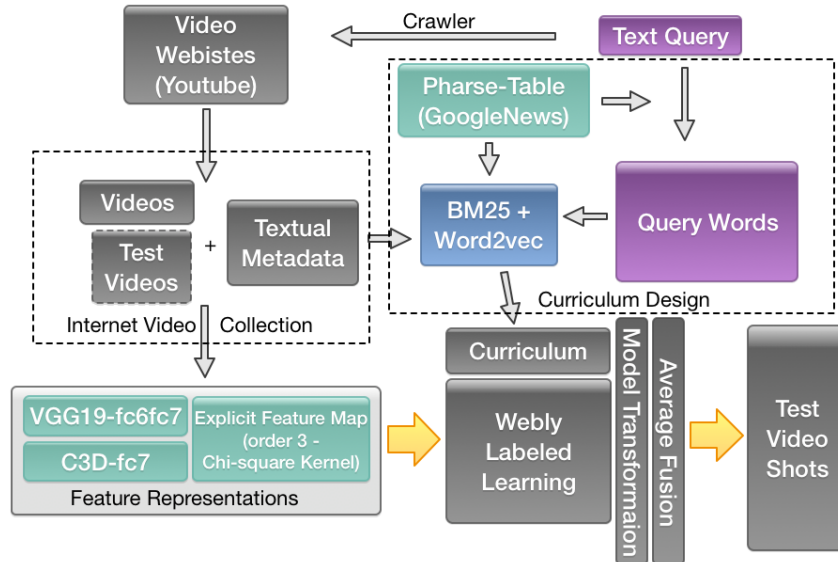 Video
Webistes
(Youtube)
Crawler
Text Query
Pharse-Table
(GoogleNews)
Videos
Test
Videos
+
Textual
Metadata
BM25 +
Word2vec
Query Words
Internet Video
Collection
Curriculum Design
VGG19-fc6fc7
C3D-fc7
Explicit Feature Map
(order 3 -
Chi-square Kernel)
Feature Representations
Curriculum
Webly
Labeled
Learning
Model Transformaion
Average Fusion
Test
Video
Shots